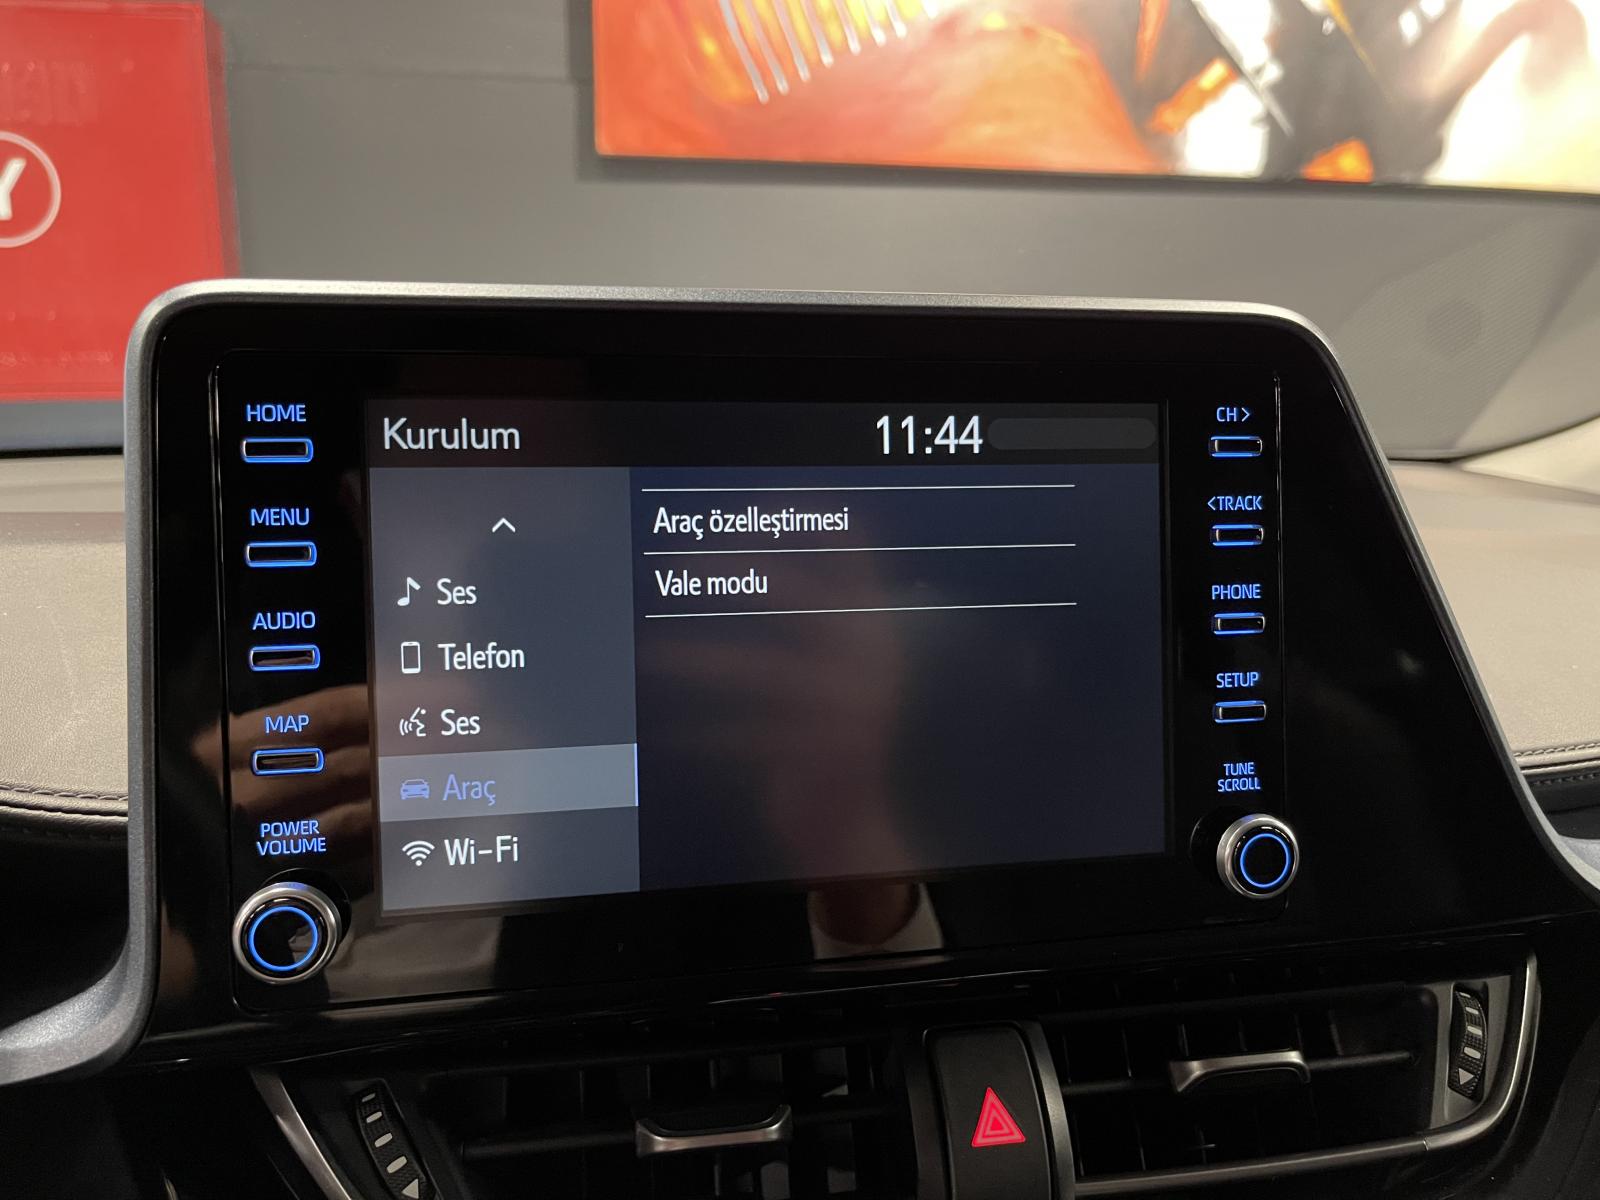 Y
HOME
MENU
AUDIO
MAP
POWER
VOLUME
Kurulum
11:44
Ses
Telefon
Ses
Araç
Wi-Fi
Araç özelleştirmesi
Vale modu
CH>
<TRACK
PHONE
SETUP
TUNE
SCROLL